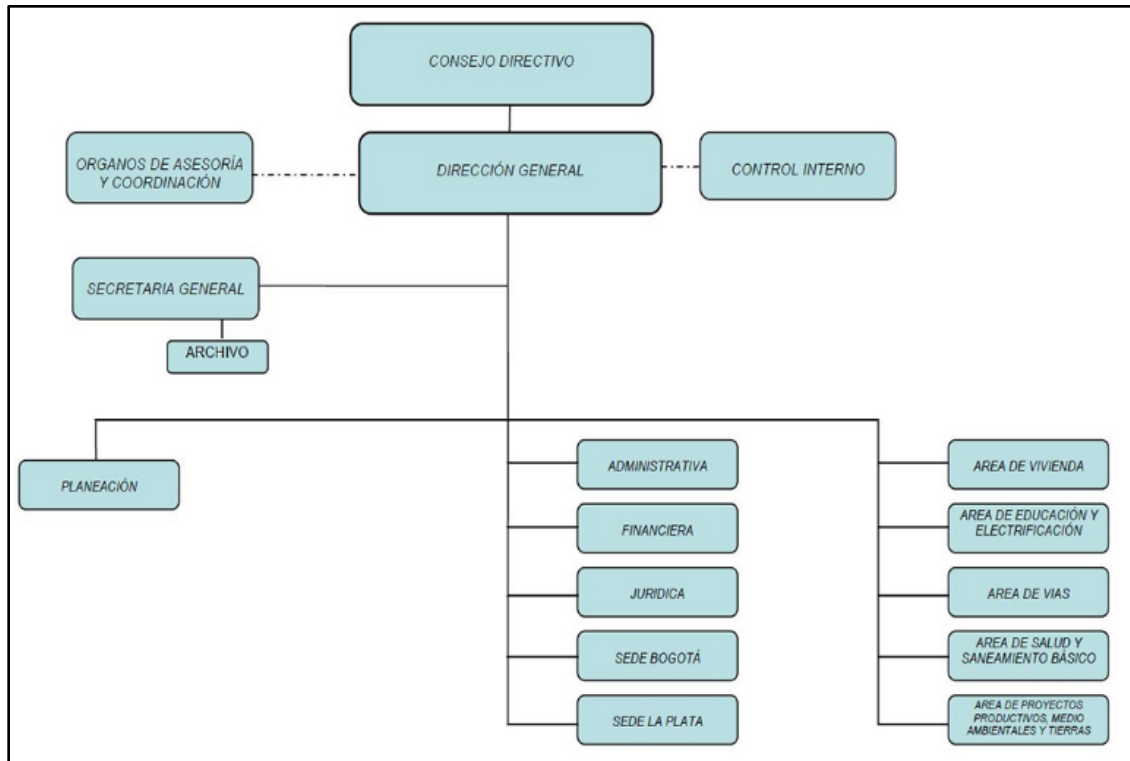 CONSEJO DIRECTIVO
ORGANOS DE ASESORÍA
Y COORDINACIÓN
DIRECCIÓN GENERAL
CONTROL INTERNO
SECRETARIA GENERAL
ARCHIVO
PLANEACIÓN
ADMINISTRATIVA
FINANCIERA
JURIDICA
SEDE BOGOTÁ
SEDE LA PLATA
AREA DE VIVIENDA
AREA DE EDUCACIÓN Y
ELECTRIFICACIÓN
AREA DE VIAS
AREA DE SALUD Y
SANEAMIENTO BÁSICO
AREA DE PROYECTOS
PRODUCTIVOS, MEDIO
AMBIENTALES Y TIERRAS